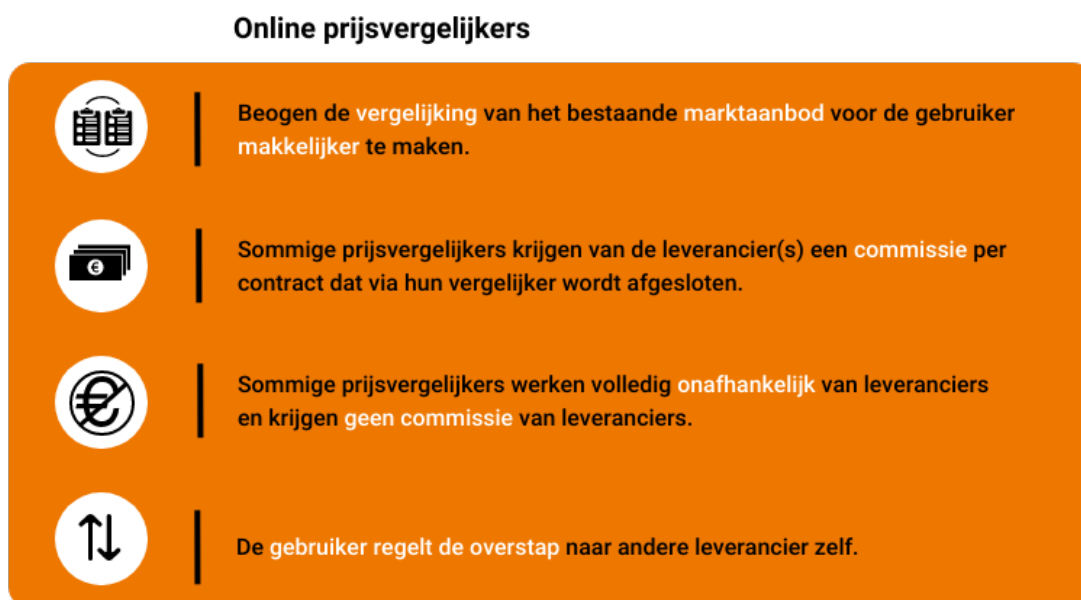 Online prijsvergelijkers
Beogen de vergelijking van het bestaande marktaanbod voor de gebruiker
makkelijker te maken.
Sommige prijsvergelijkers krijgen van de leverancier(s) een commissie per
contract dat via hun vergelijker wordt afgesloten.
Sommige prijsvergelijkers werken volledig onafhankelijk van leveranciers
en krijgen geen commissie van leveranciers.
De gebruiker regelt de overstap naar andere leverancier zelf.